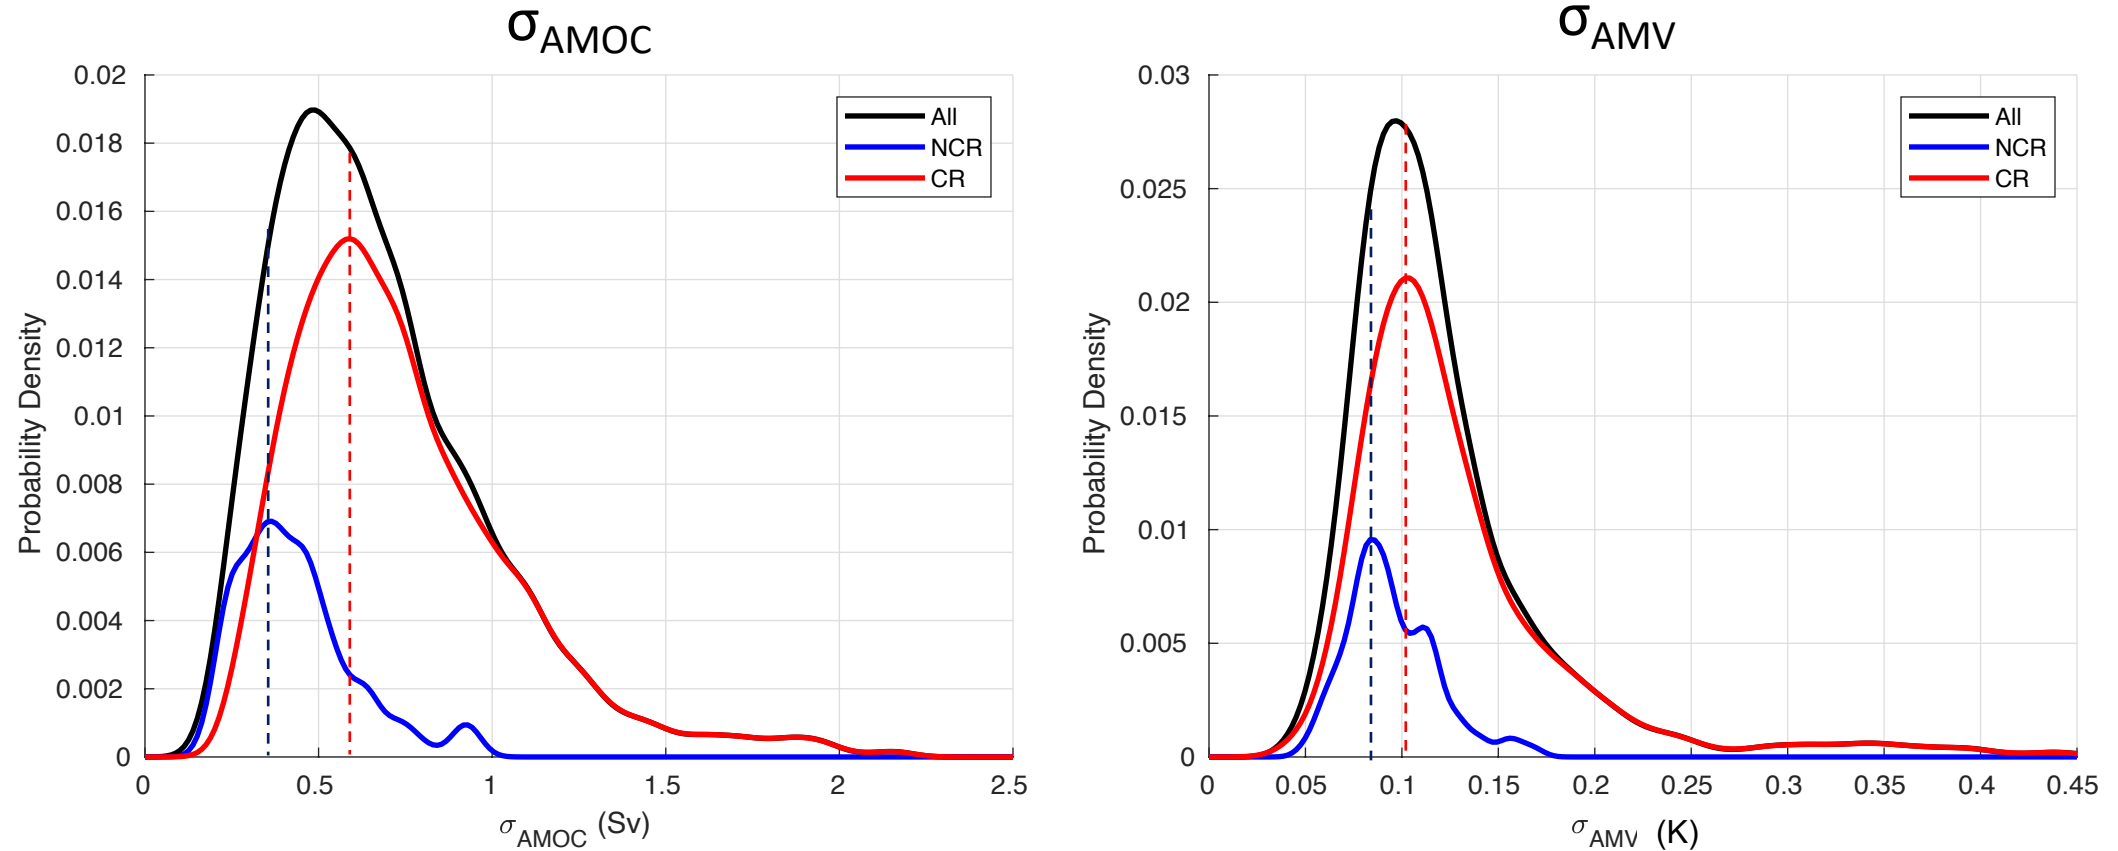 σAMOC
0.02
0.018
0.016
0.014
0.012
0.01
0.008
0.006
0.004
0.002
0
Probability Density
All
NCR
CR
0 0.5 1 1.5 2 2.5
σAMOC (Sv)
σAMV
0.03
0.025
0.02
0.015
0.01
0.005
0
Probability Density
All
NCR
CR
0 0.05 0.1 0.15 0.2 0.25 0.3 0.35 0.4 0.45
σAMV (K)